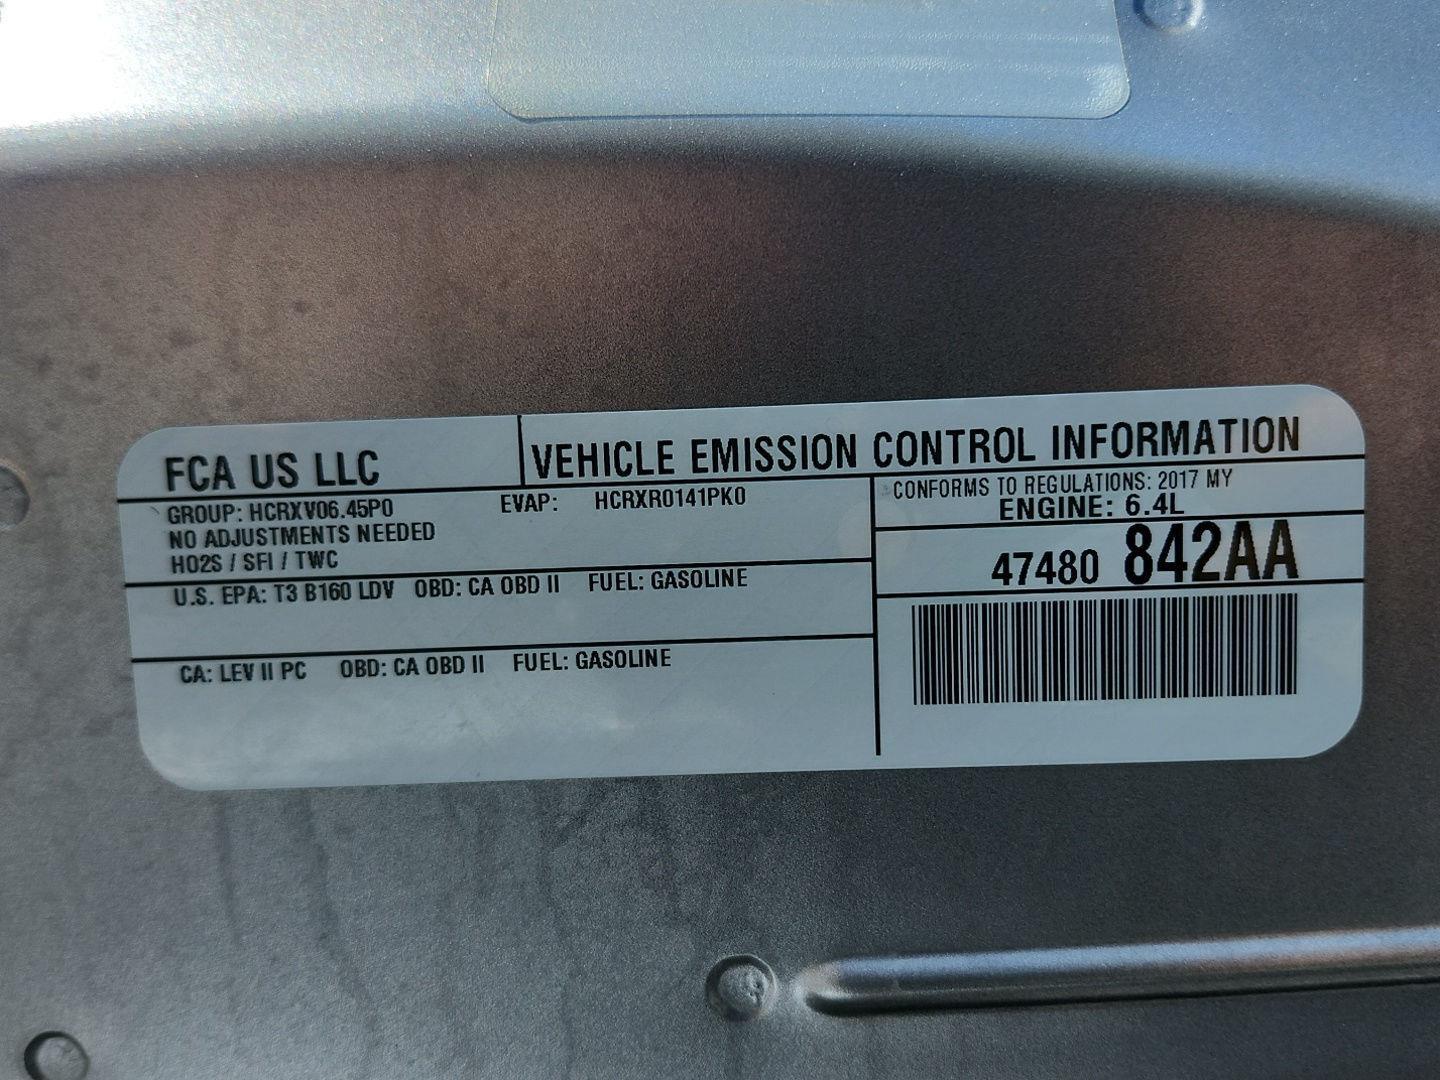 FCA US LLC
VEHICLE EMISSION CONTROL INFORMATION
GROUP: HCRXV06.45P0 EVAP: HCRXR0141PK0
NO ADJUSTMENTS NEEDED
HO2S / SFI / TWC
U.S. EPA: T3 B160 LDV OBD: CA OBD II FUEL: GASOLINE
CA: LEV II PC OBD: CA OBD II FUEL: GASOLINE
CONFORMS TO REGULATIONS: 2017 MY
ENGINE: 6.4L
47480 842AA